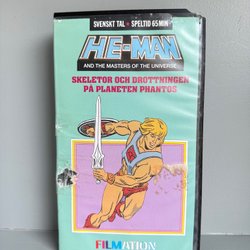 SVENSKT TAL • SPELTID 65 MIN
HE-MAN
AND THE MASTERS OF THE UNIVERSE
SKELETOR OCH DROTTNINGEN
PÅ PLANETEN PHANTOS
FILMATION